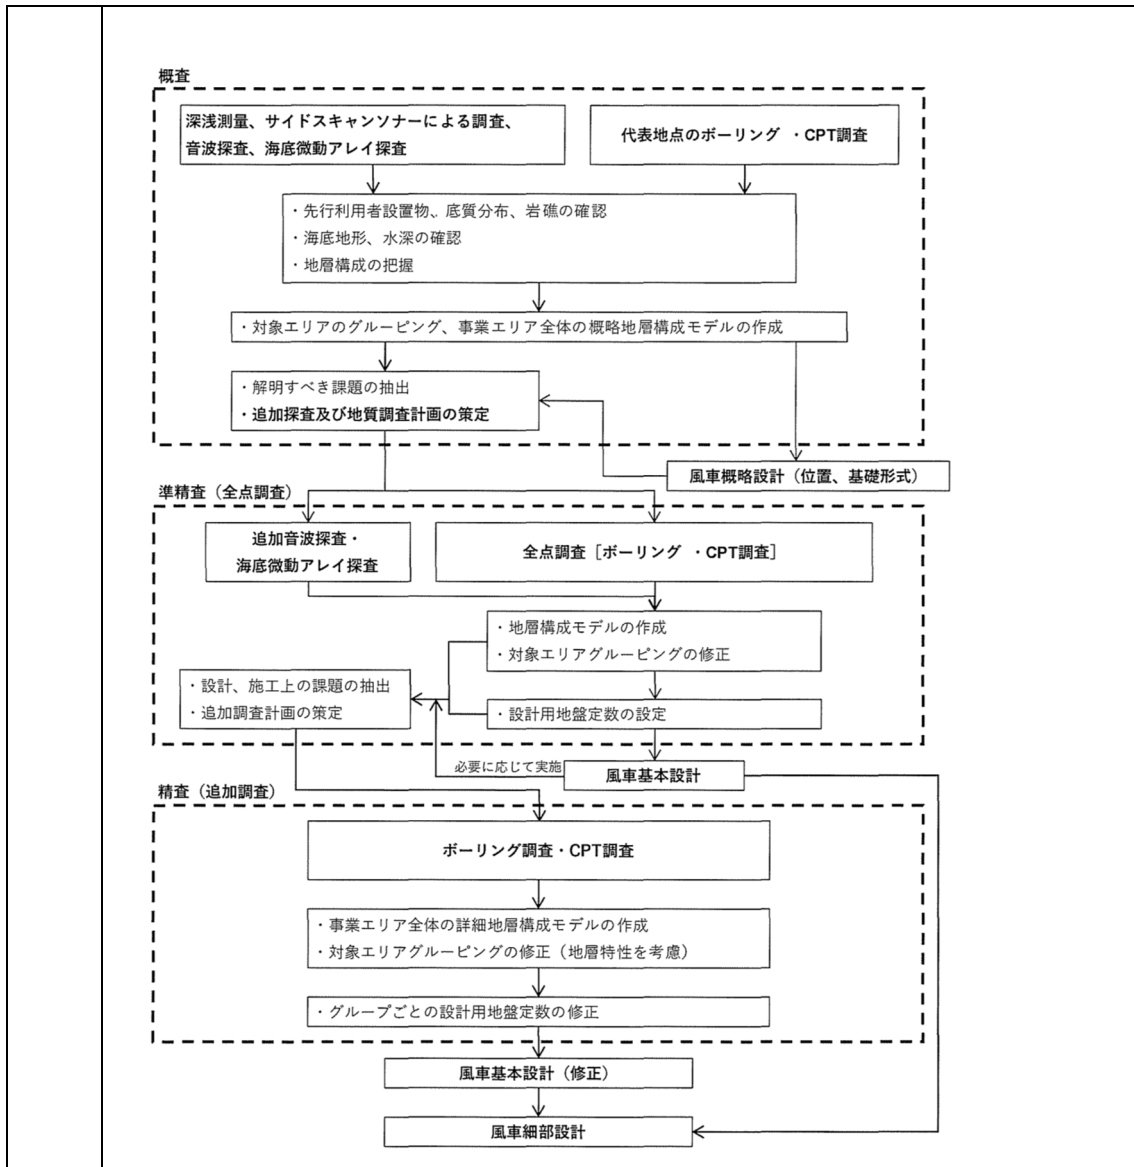 概査
深浅測量、サイドスキャンソナーによる調査、
音波探査、海底微動アレイ探査
代表地点のボーリング ・CPT調査
・先行利用者設置物、底質分布、岩礁の確認
・海底地形、水深の確認
・地層構成の把握
・対象エリアのグルーピング、事業エリア全体の概略地層構成モデルの作成
・解明すべき課題の抽出
・追加探査及び地質調査計画の策定
風車概略設計（位置、基礎形式）
準精査（全点調査）
追加音波探査・
海底微動アレイ探査
全点調査［ボーリング ・CPT調査］
・地層構成モデルの作成
・対象エリアグルーピングの修正
・設計、施工上の課題の抽出
・追加調査計画の策定
・設計用地盤定数の設定
必要に応じて実施
風車基本設計
精査（追加調査）
ボーリング調査・CPT調査
・事業エリア全体の詳細地層構成モデルの作成
・対象エリアグルーピングの修正（地層特性を考慮）
・グループごとの設計用地盤定数の修正
風車基本設計（修正）
風車細部設計